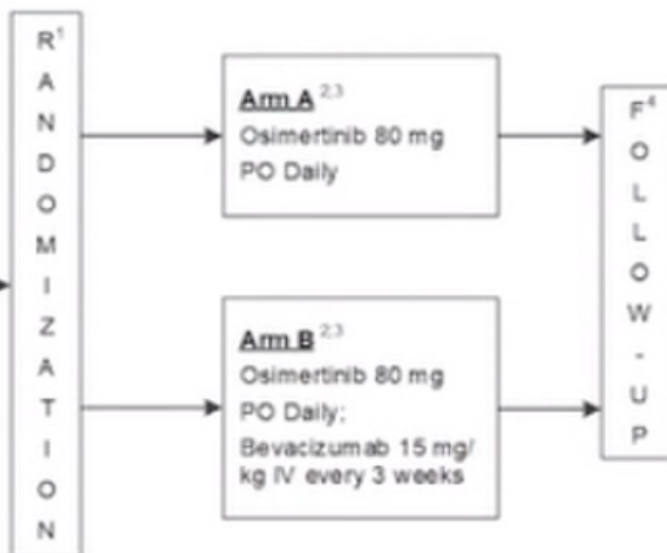 R¹
A
N
D
O
M
I
Z
A
T
I
O
N
Arm A 2;3
Osimertinib 80 mg
PO Daily
Arm B 2;3
Osimertinib 80 mg
PO Daily;
Bevacizumab 15 mg/
kg IV every 3 weeks
F⁴
O
L
L
O
W
-
U
P